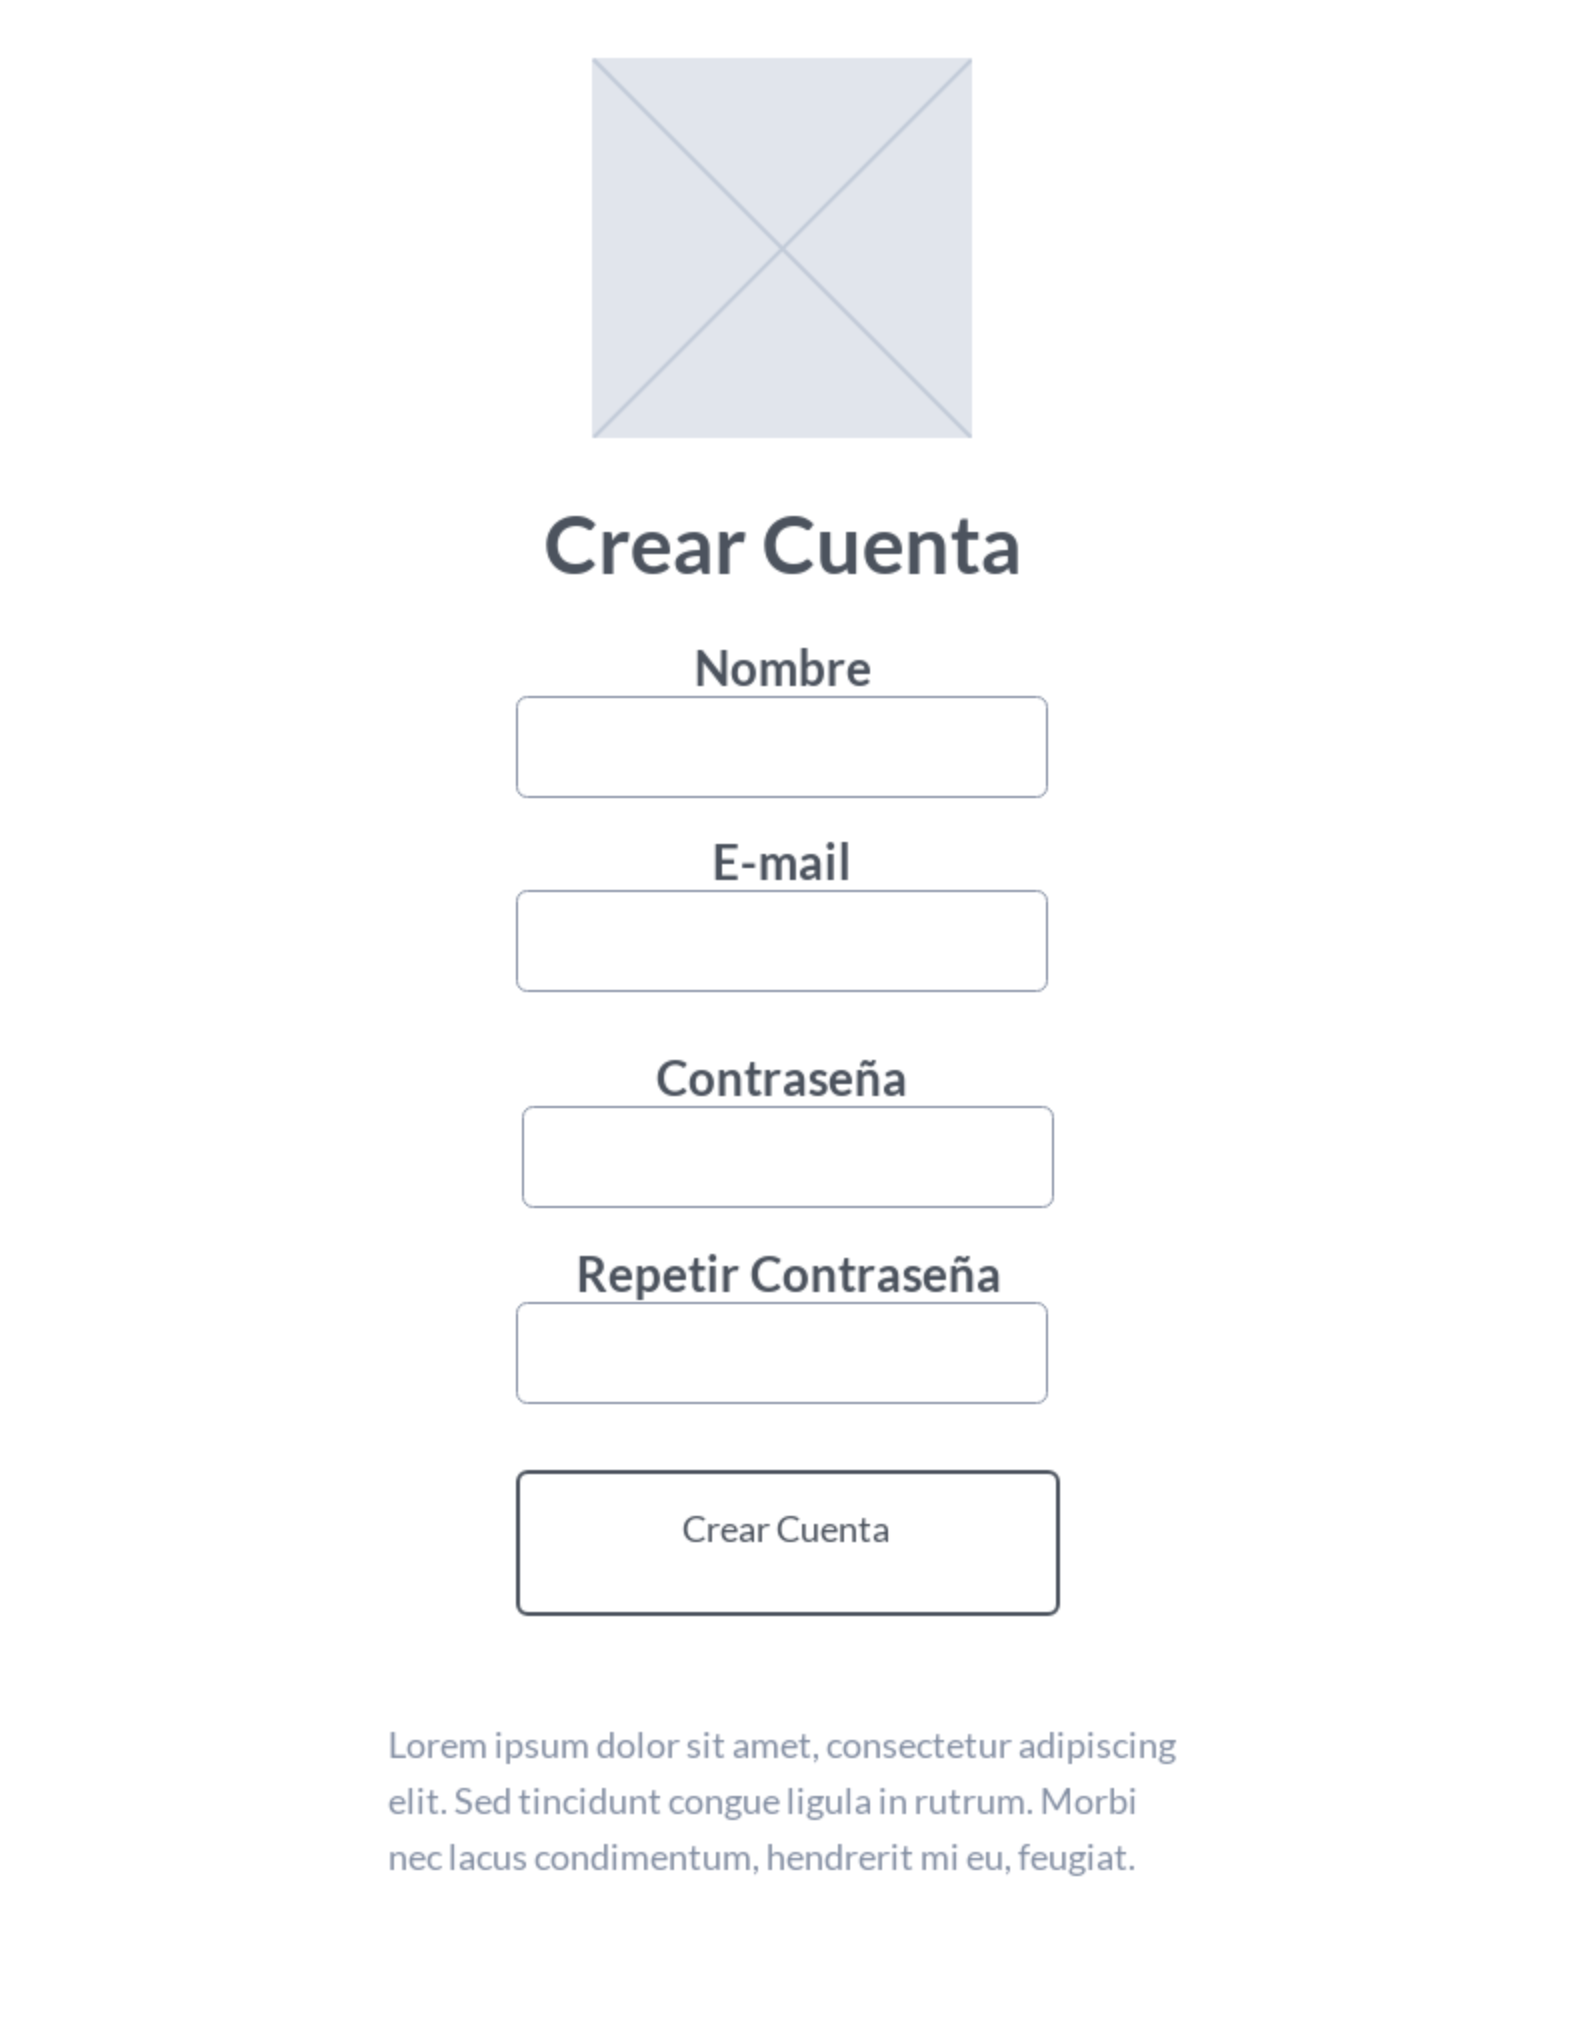 Crear Cuenta
Nombre
E-mail
Contraseña
Repetir Contraseña
Crear Cuenta
Lorem ipsum dolor sit amet, consectetur adipiscing
elit. Sed tincidunt congue ligula in rutrum. Morbi
nec lacus condimentum, hendrerit mi eu, feugiat.